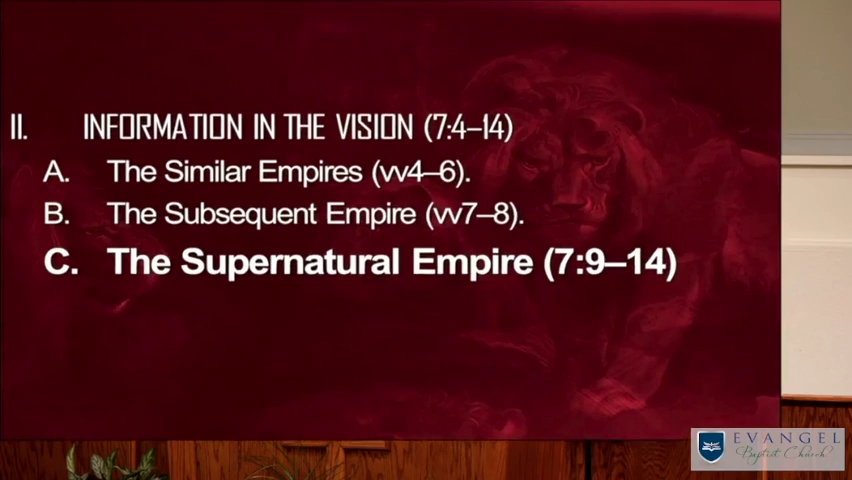 II. INFORMATION IN THE VISION (7:4–14)
A. The Similar Empires (vv4–6).
B. The Subsequent Empire (vv7–8).
C. The Supernatural Empire (7:9–14)
EVANGEL
Baptist Church